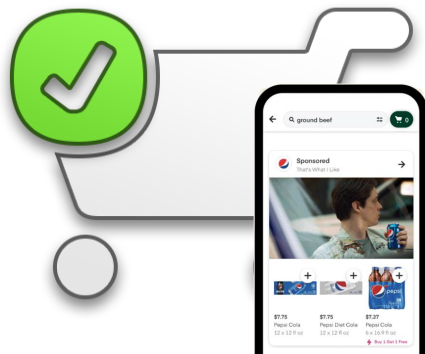 ground beef
0
Sponsored
That's What I Like
pepsi
$7.75
$7.75
$7.37
Pepsi Cola
Pepsi Diet Cola
Pepsi Cola
12 x 12 fl oz
12 x 12 fl oz
6 x 16.9 fl oz
Buy 1 Get 2 Free